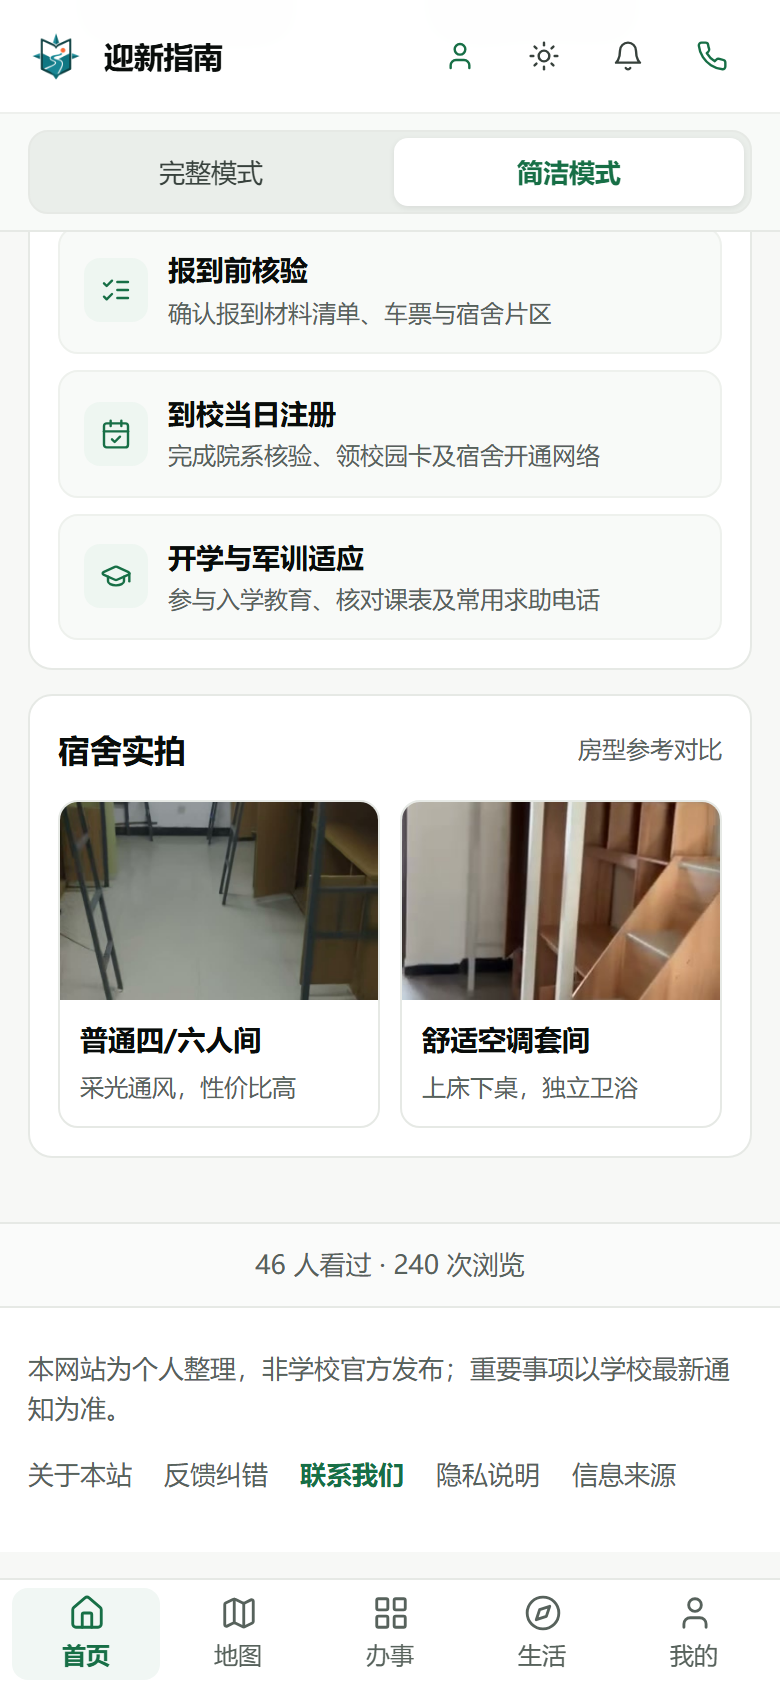 迎新指南
完整模式
简洁模式
报到前核验
确认报到材料清单、车票与宿舍片区
到校当日注册
完成院系核验、领校园卡及宿舍开通网络
开学与军训适应
参与入学教育、核对课表及常用求助电话
宿舍实拍
房型参考对比
普通四/六人间
采光通风，性价比高
舒适空调套间
上床下桌，独立卫浴
46 人看过 · 240 次浏览
本网站为个人整理，非学校官方发布；重要事项以学校最新通
知为准。
关于本站 反馈纠错 联系我们 隐私说明 信息来源
首页 地图 办事 生活 我的